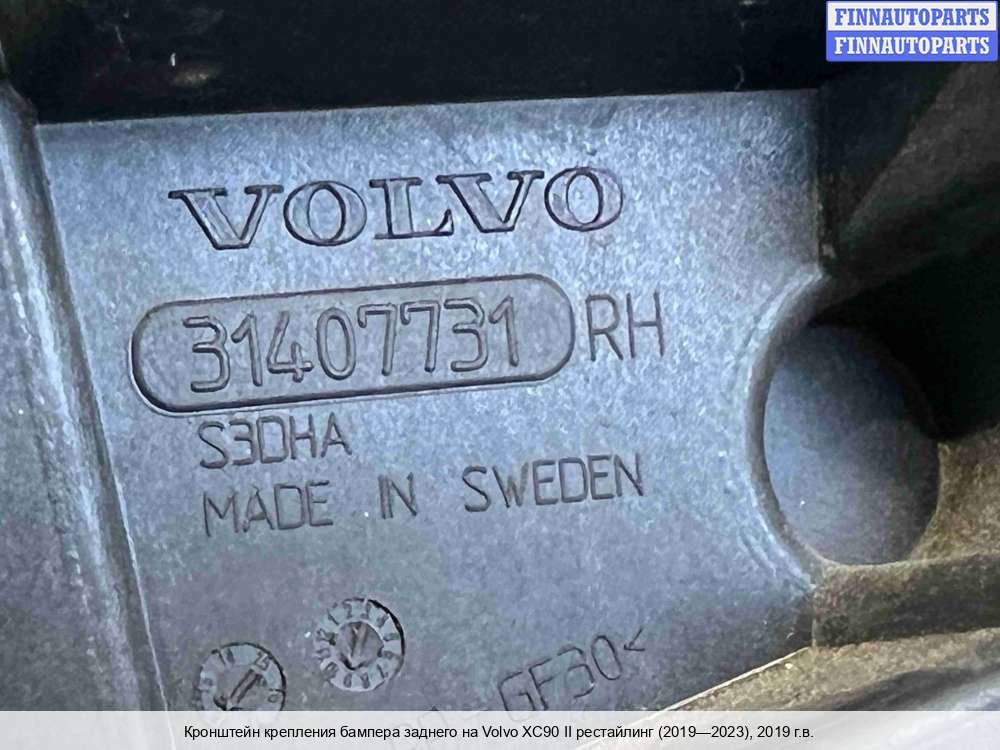 FINNAUTOPARTS
FINNAUTOPARTS
VOLVO
31407731 RH
S3DHA
MADE IN SWEDEN
GF30<
Кронштейн крепления бампера заднего на Volvo XC90 II рестайлинг (2019—2023), 2019 г.в.